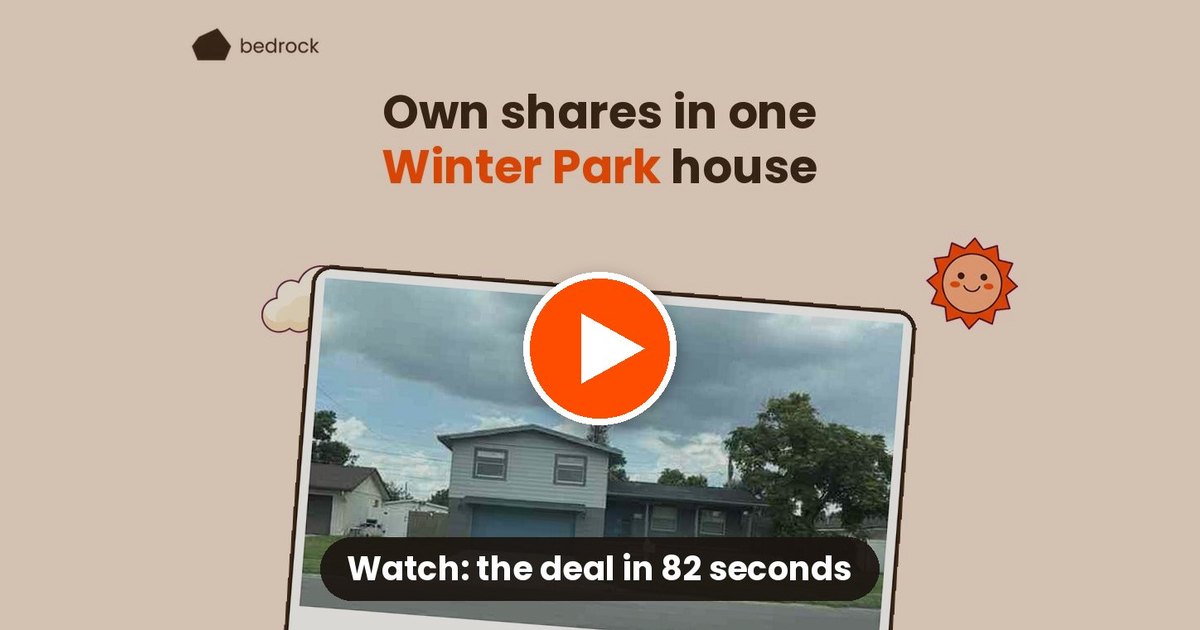 bedrock
Own shares in one
Winter Park house
Watch: the deal in 82 seconds